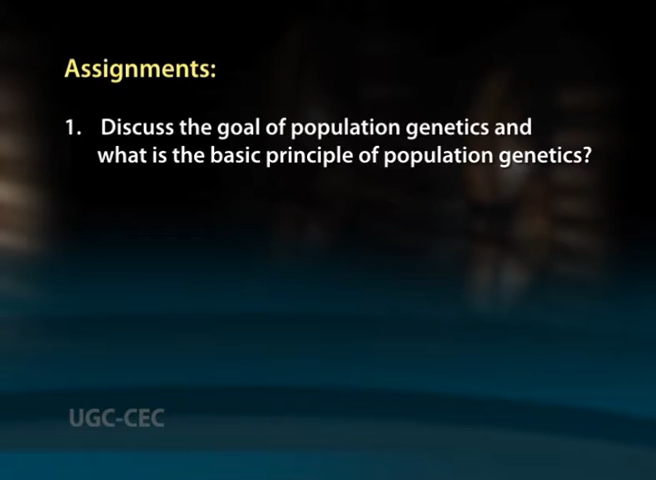 Assignments:
1. Discuss the goal of population genetics and
what is the basic principle of population genetics?
UGC-CEC